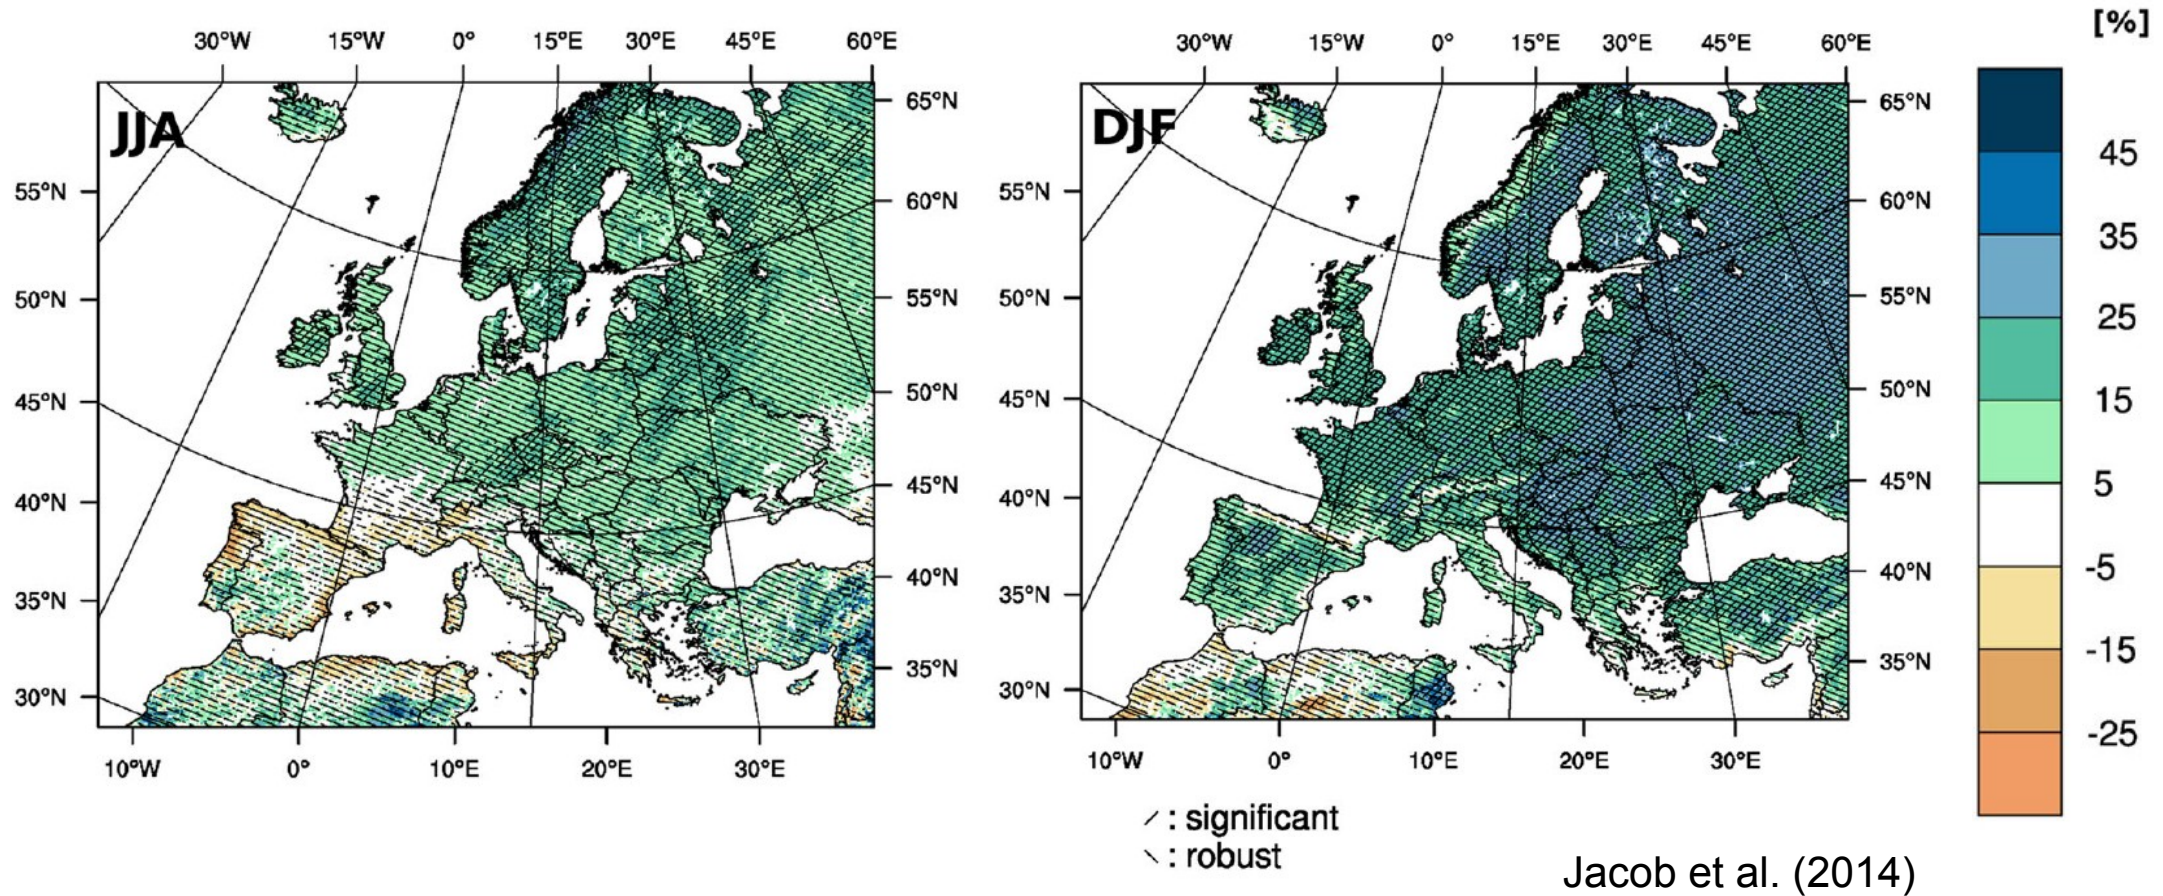 30°W 15°W 0° 15°E 30°E 45°E 60°E
JJA
65°N
60°N
55°N
50°N
45°N
40°N
35°N
55°N
50°N
45°N
40°N
35°N
30°N
10°W 0° 10°E 20°E 30°E
30°W 15°W 0° 15°E 30°E 45°E 60°E
DJF
65°N
60°N
55°N
50°N
45°N
40°N
35°N
55°N
50°N
45°N
40°N
35°N
30°N
10°W 0° 10°E 20°E 30°E
[%]
45
35
25
15
5
-5
-15
-25
⟋ : significant
⟍ : robust
Jacob et al. (2014)